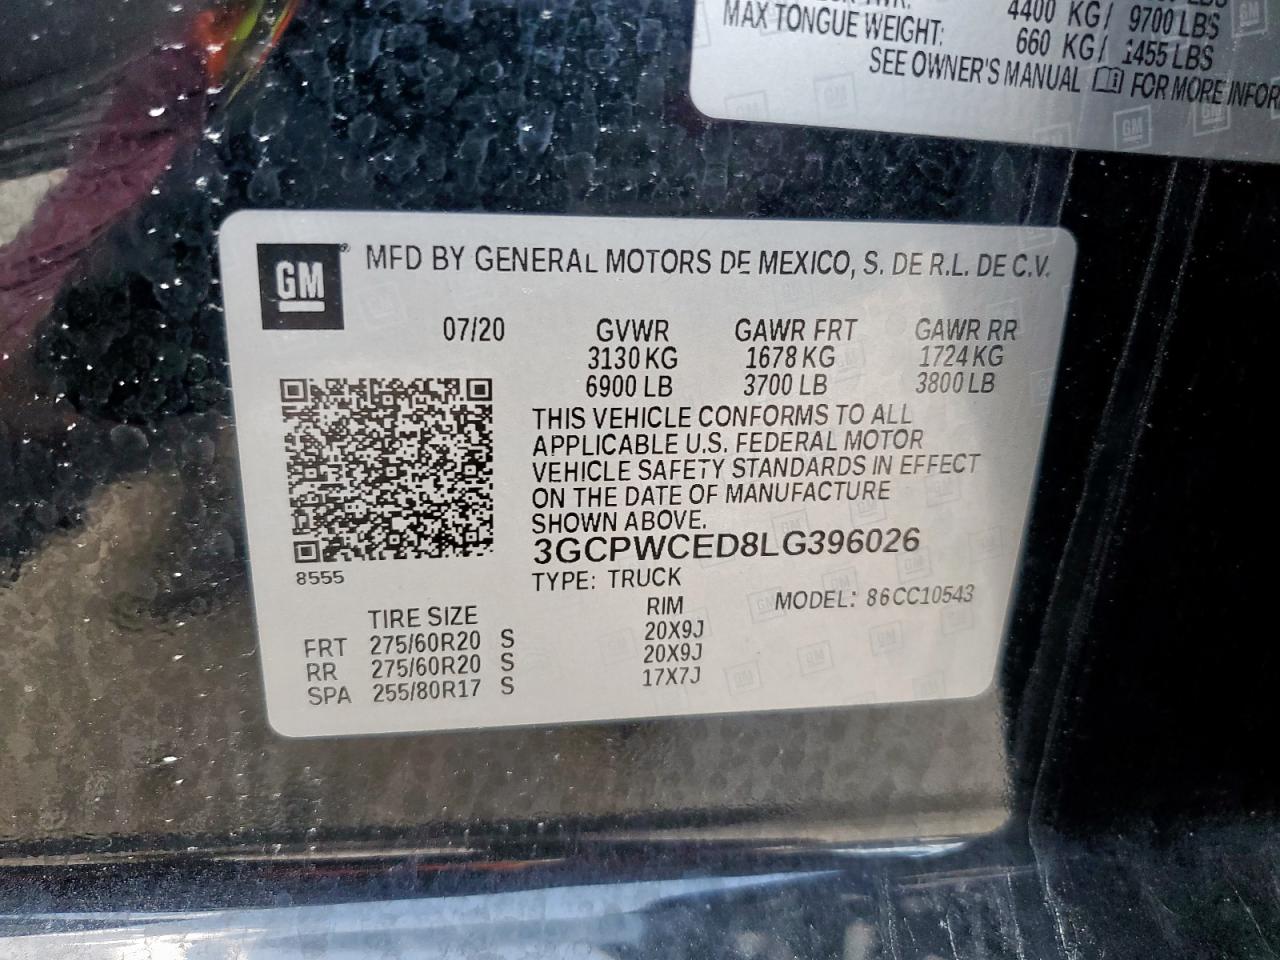 4400 KG / 9700 LBS
MAX TONGUE WEIGHT: 660 KG / 1455 LBS
SEE OWNER'S MANUAL FOR MORE INFOR
GM ® MFD BY GENERAL MOTORS DE MEXICO, S. DE R.L. DE C.V.
07/20 GVWR GAWR FRT GAWR RR
3130 KG 1678 KG 1724 KG
6900 LB 3700 LB 3800 LB
THIS VEHICLE CONFORMS TO ALL
APPLICABLE U.S. FEDERAL MOTOR
VEHICLE SAFETY STANDARDS IN EFFECT
ON THE DATE OF MANUFACTURE
SHOWN ABOVE.
3GCPWCED8LG396026
8555
TYPE: TRUCK MODEL: 86CC10543
TIRE SIZE RIM
FRT 275/60R20 S 20X9J
RR 275/60R20 S 20X9J
SPA 255/80R17 S 17X7J